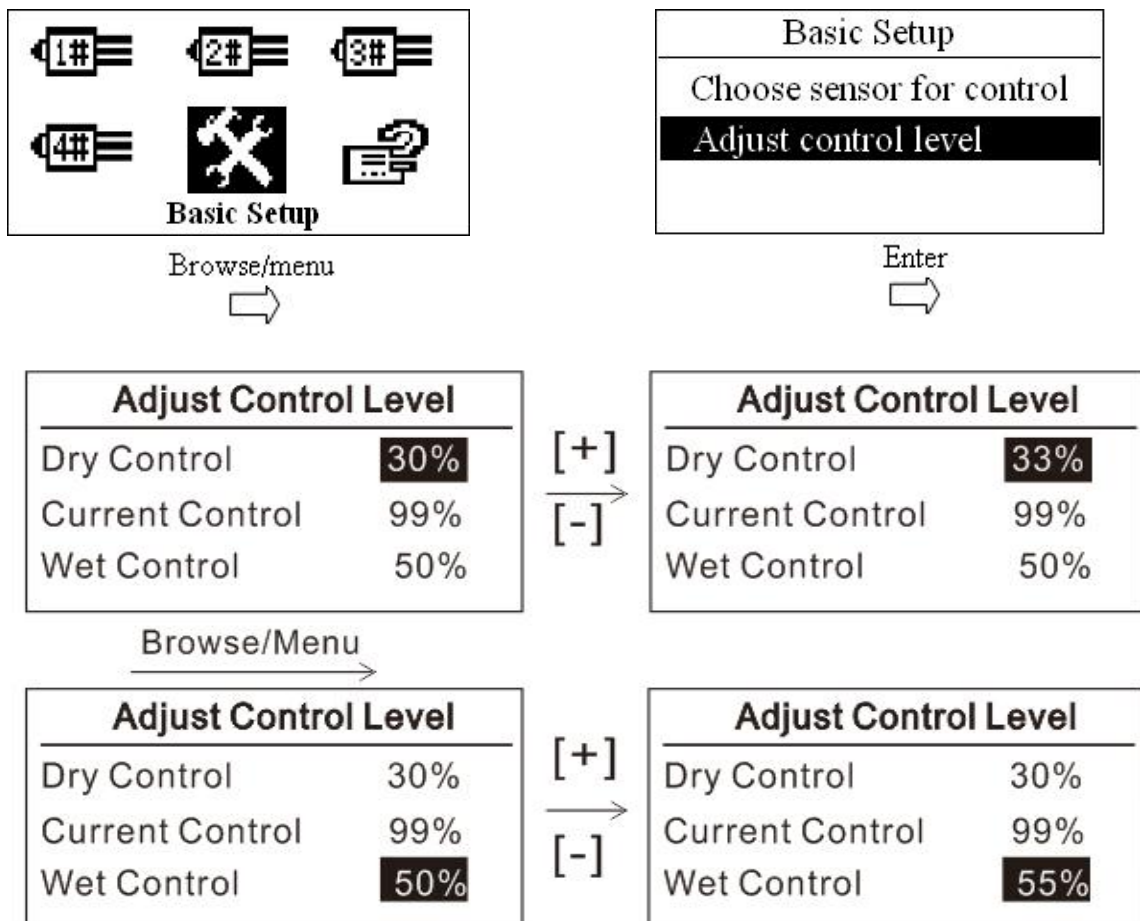 1# 2# 3#
4#
Basic Setup
Browse/menu
Basic Setup
Choose sensor for control
Adjust control level
Enter
Adjust Control Level
Dry Control 30%
Current Control 99%
Wet Control 50%
[+]
[-]
Adjust Control Level
Dry Control 33%
Current Control 99%
Wet Control 50%
Browse/Menu
Adjust Control Level
Dry Control 30%
Current Control 99%
Wet Control 50%
[+]
[-]
Adjust Control Level
Dry Control 30%
Current Control 99%
Wet Control 55%